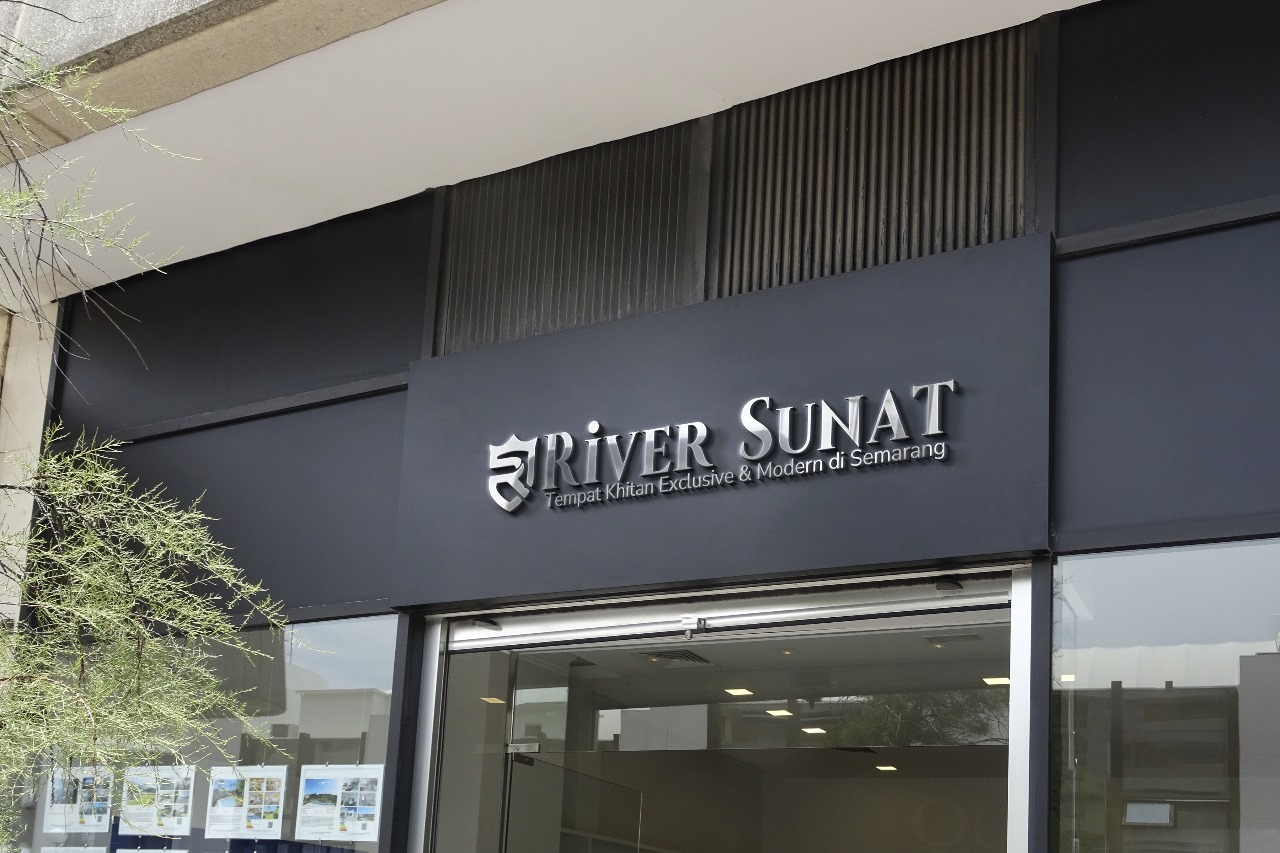 RiVER SUNAT
Tempat Khitan Exclusive & Modern di Semarang